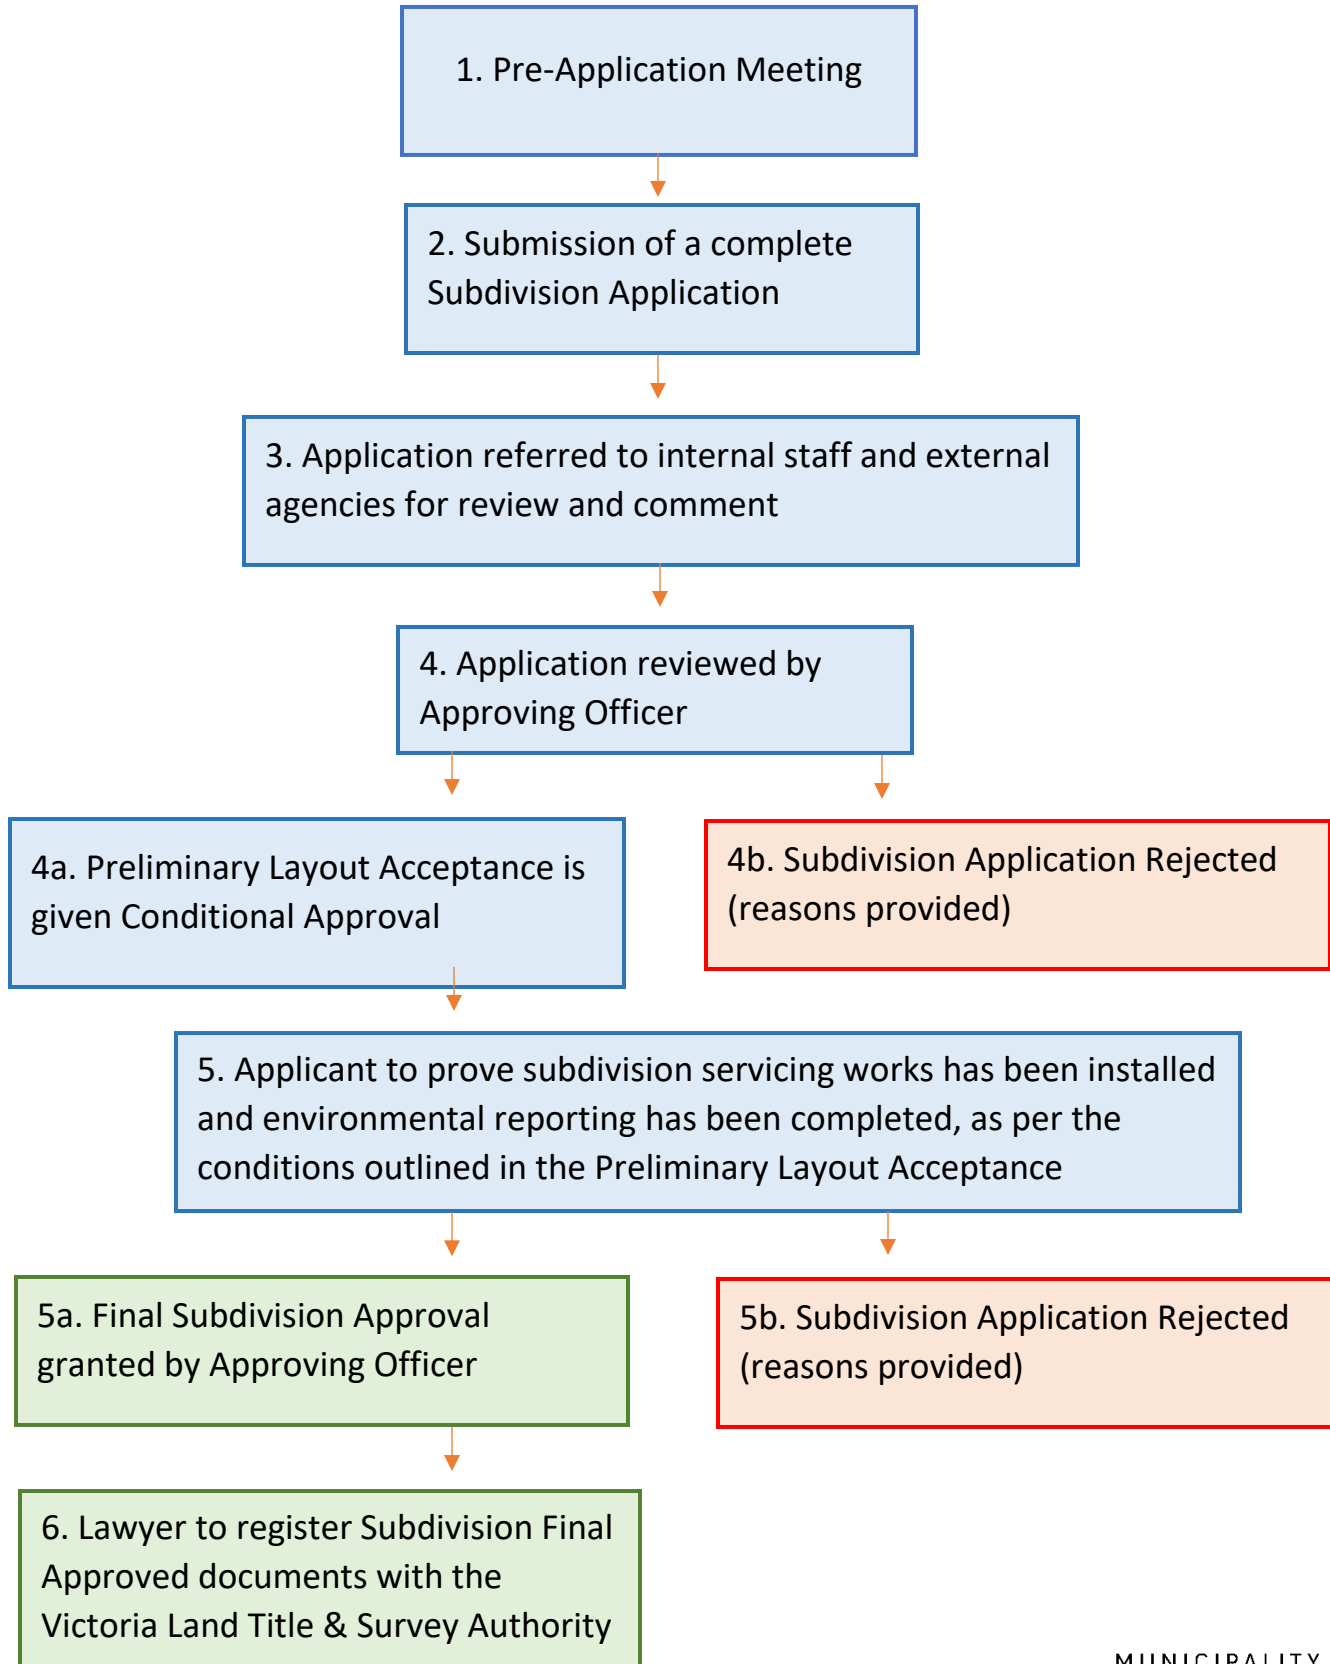 1. Pre-Application Meeting
2. Submission of a complete
Subdivision Application
3. Application referred to internal staff and external
agencies for review and comment
4. Application reviewed by
Approving Officer
4a. Preliminary Layout Acceptance is
given Conditional Approval
4b. Subdivision Application Rejected
(reasons provided)
5. Applicant to prove subdivision servicing works has been installed
and environmental reporting has been completed, as per the
conditions outlined in the Preliminary Layout Acceptance
5a. Final Subdivision Approval
granted by Approving Officer
5b. Subdivision Application Rejected
(reasons provided)
6. Lawyer to register Subdivision Final
Approved documents with the
Victoria Land Title & Survey Authority
MUNICIPALITY